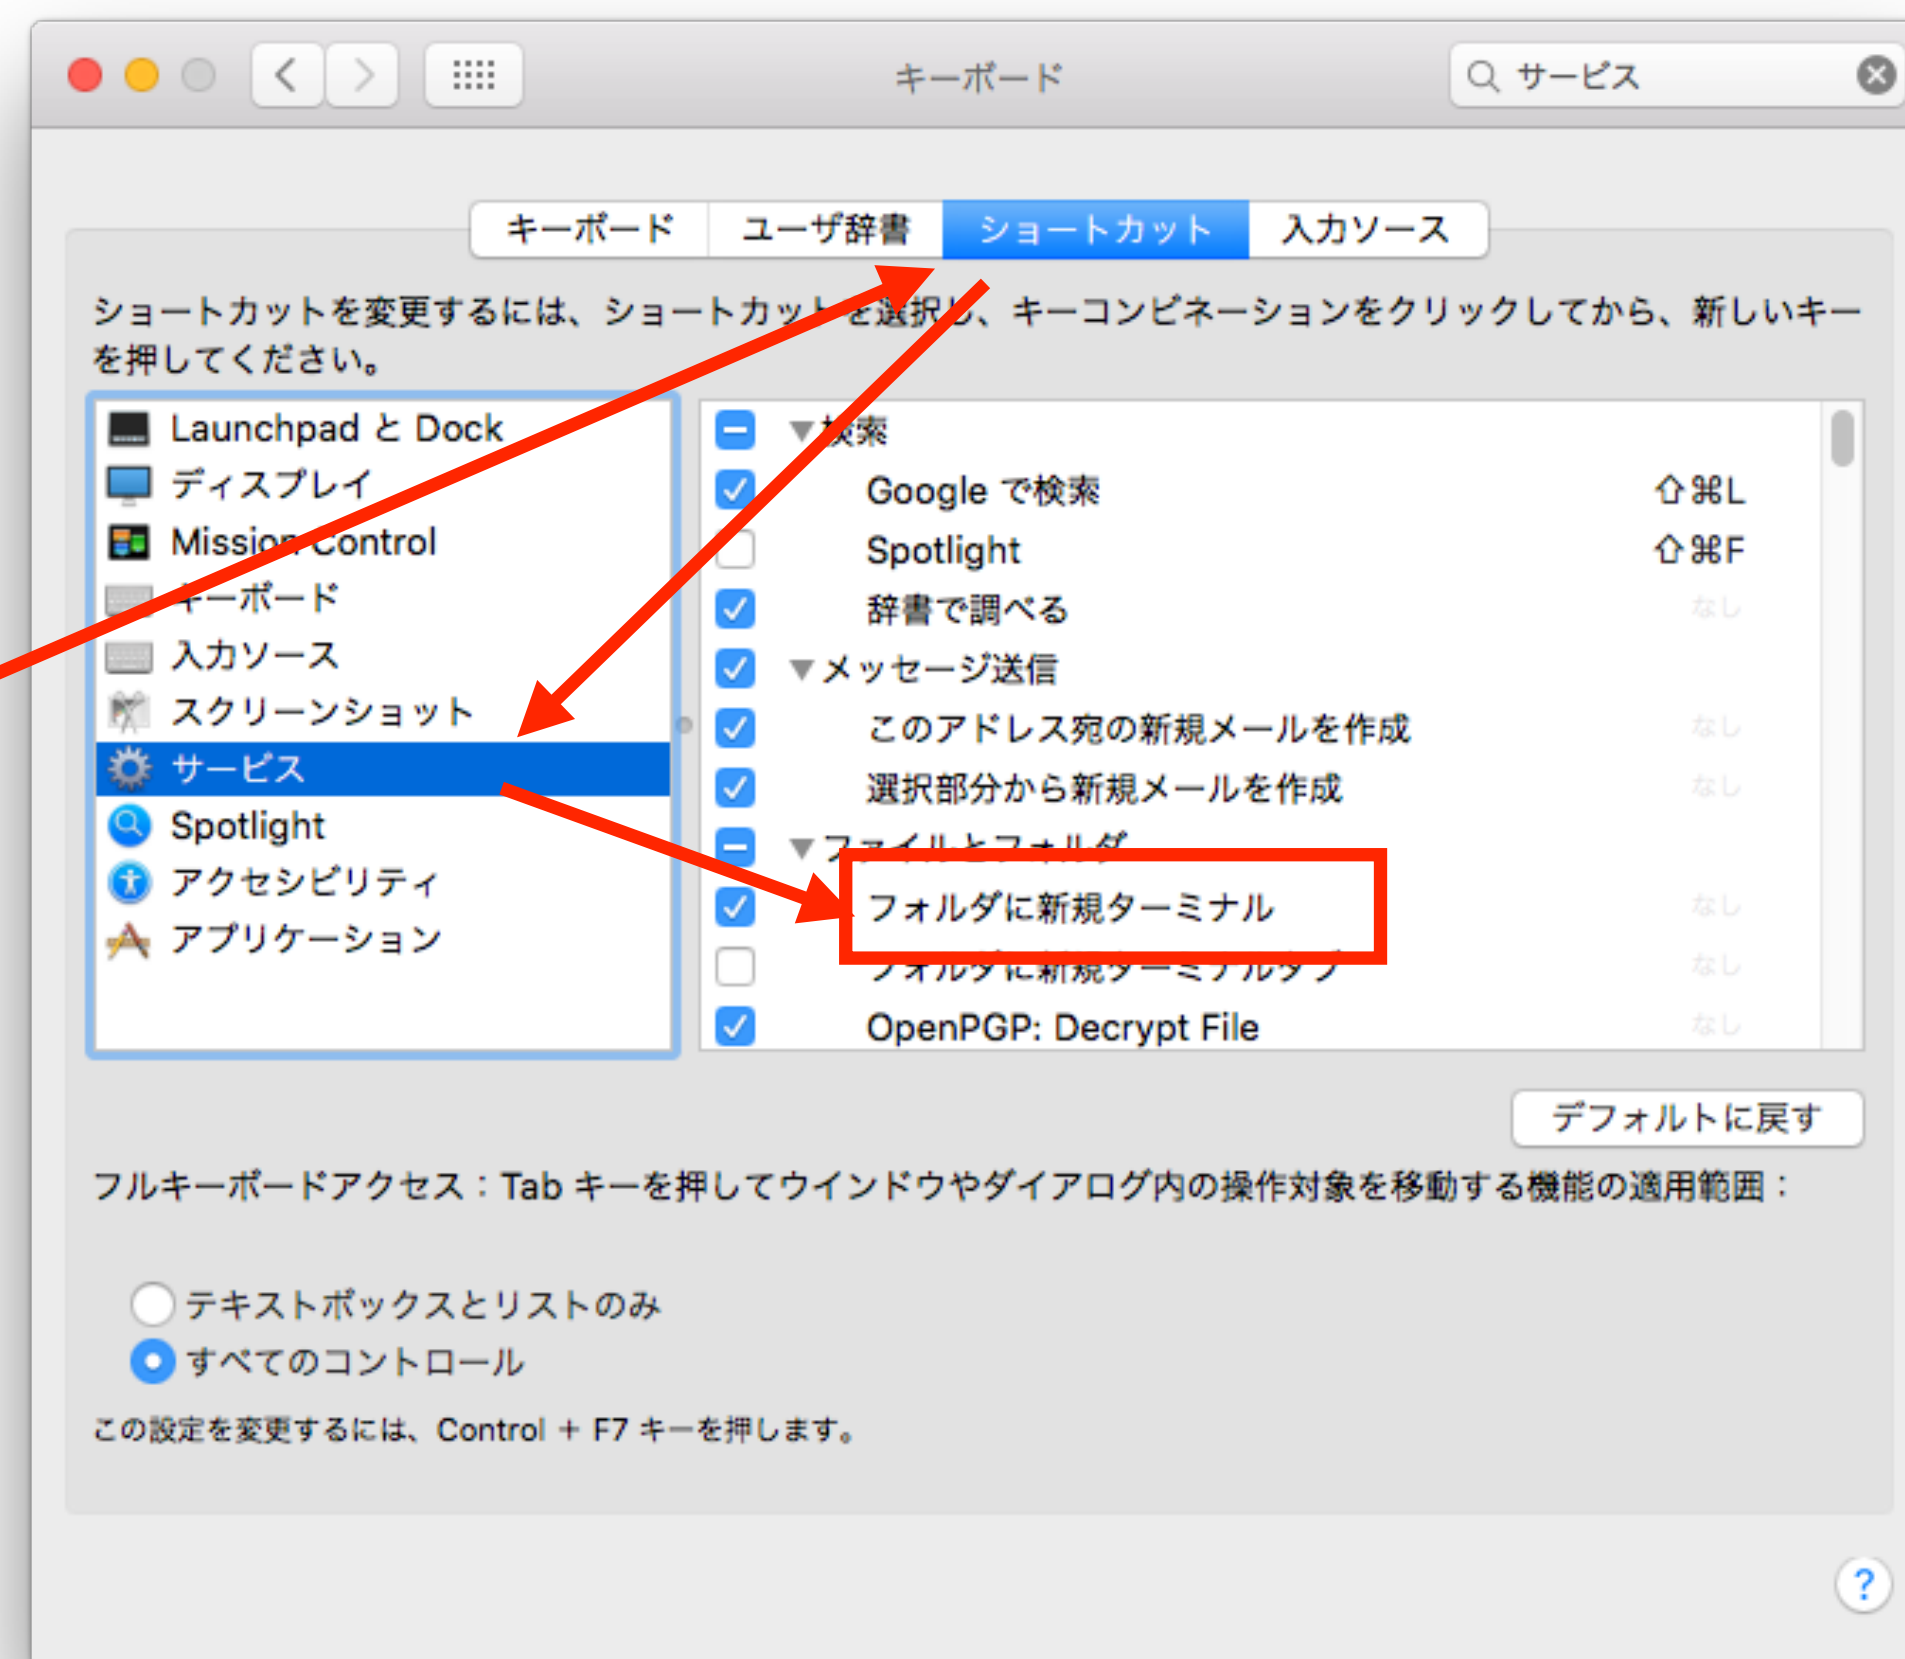 キーボード
サービス
キーボード
ユーザ辞書
ショートカット
入力ソース
ショートカットを変更するには、ショートカットを選択し、キーコンビネーションをクリックしてから、新しいキー
を押してください。
Launchpad と Dock
ディスプレイ
Mission Control
キーボード
入力ソース
スクリーンショット
サービス
Spotlight
アクセシビリティ
アプリケーション
検索
Google で検索 ⇧⌘L
Spotlight ⇧⌘F
辞書で調べる なし
メッセージ送信
このアドレス宛の新規メールを作成 なし
選択部分から新規メールを作成 なし
ファイルとフォルダ
フォルダに新規ターミナル なし
フォルダに新規ターミナルタブ なし
OpenPGP: Decrypt File なし
デフォルトに戻す
フルキーボードアクセス：Tab キーを押してウインドウやダイアログ内の操作対象を移動する機能の適用範囲：
テキストボックスとリストのみ
すべてのコントロール
この設定を変更するには、Control + F7 キーを押します。
?